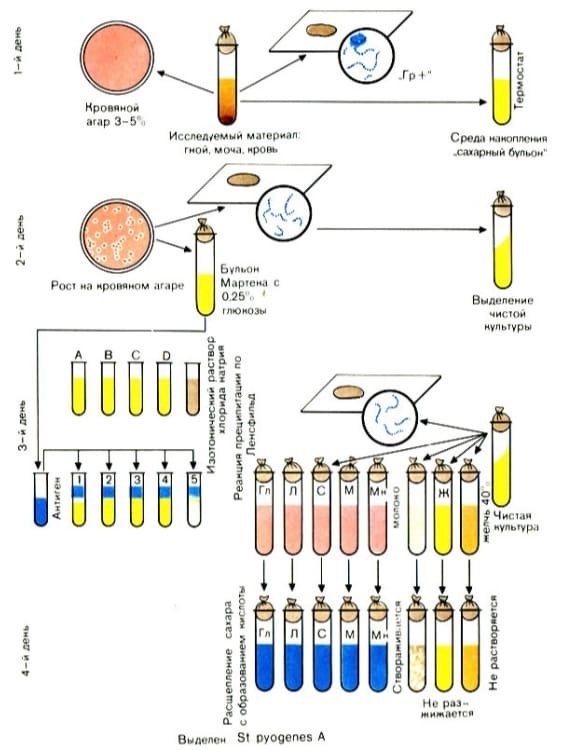 1-й день
Кровяной
агар 3–5%
Исследуемый материал:
гной, моча, кровь
„Гр+"
Термостат
Среда накопления
„сахарный бульон"
2-й день
Рост на кровяном агаре
Бульон
Мартена с
0.25%
глюкозы
Выделение
чистой
культуры
3-й день
A B C D
Изотонический раствор
хлорида натрия
Реакция преципитации по
Ленсфильд
Антиген
1 2 3 4 5
Гл Л С М Мн
молоко
Ж
желчь 40%
Чистая
культура
4-й день
Расщепление сахара
с образованием кислоты
Гл Л С М Мн
Створаживается
Не раз-
жижается
Не растворяется
Выделен St pyogenes A